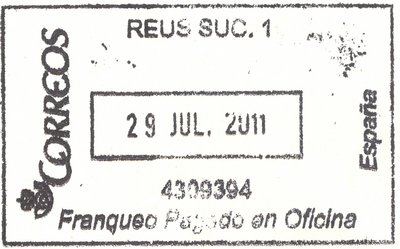 REUS SUC. 1
CORREOS
29 JUL. 2011
España
4309394
Franqueo Pagado en Oficina